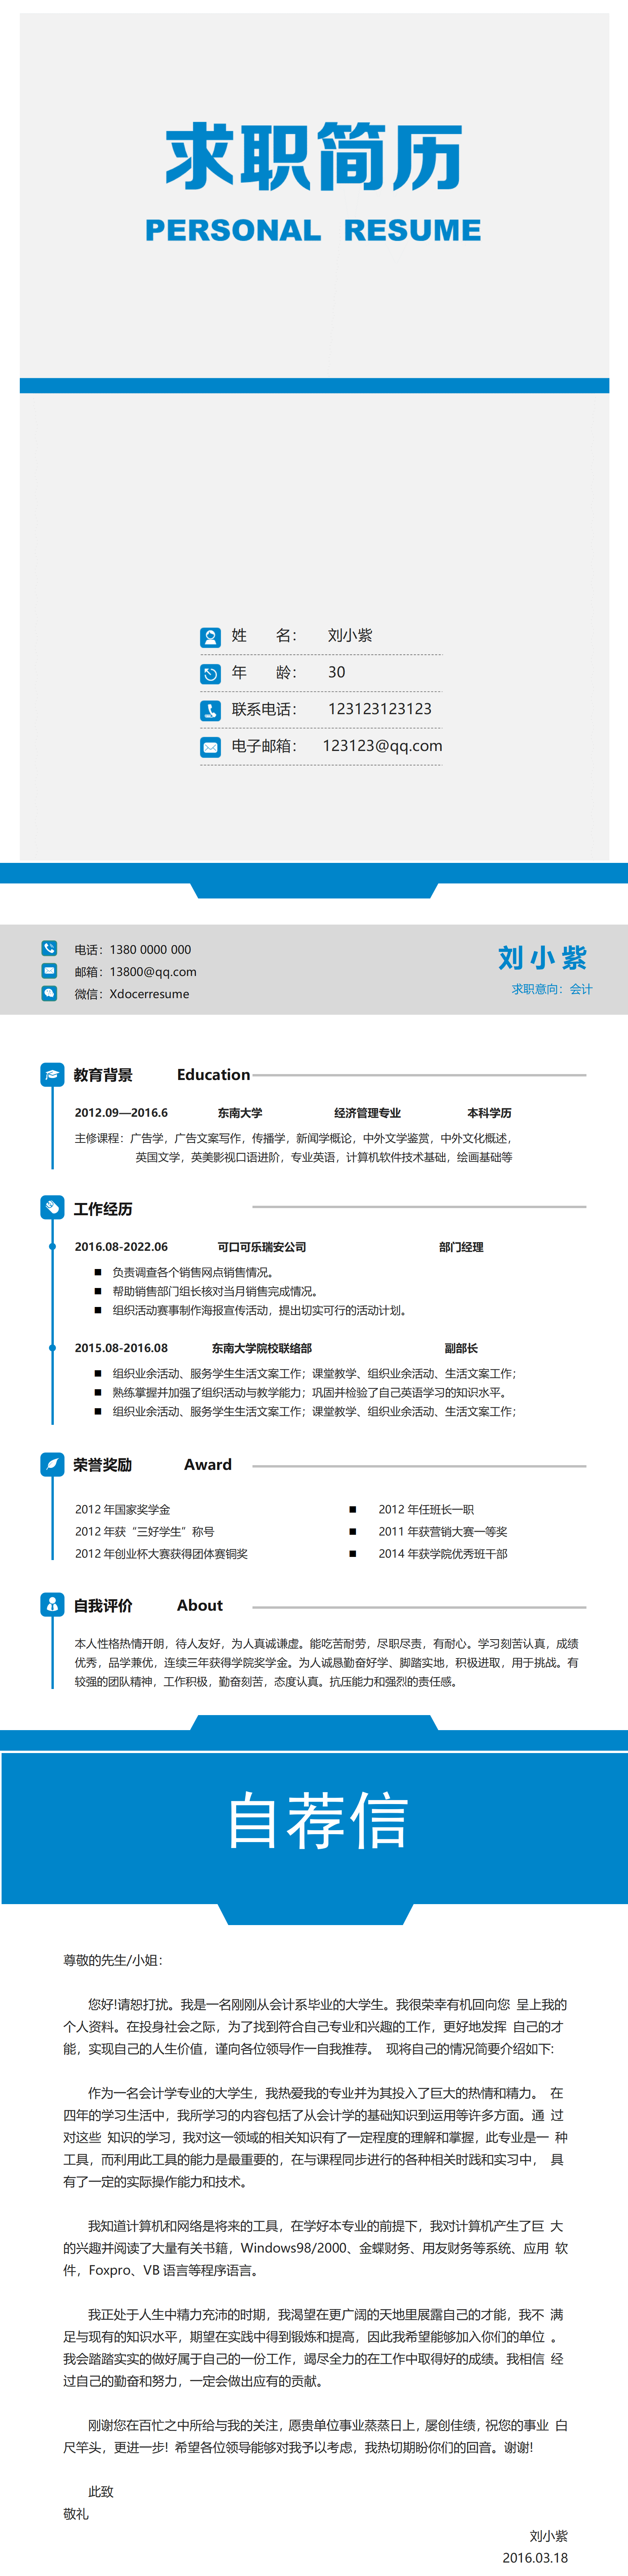 求职简历
PERSONAL RESUME
姓 名： 刘小紫
年 龄： 30
联系电话： 123123123123
电子邮箱： 123123@qq.com
电话：1380 0000 000
邮箱：13800@qq.com
微信：Xdocerresume
刘小紫
求职意向：会计
教育背景 Education
2012.09—2016.6 东南大学 经济管理专业 本科学历
主修课程：广告学，广告文案写作，传播学，新闻学概论，中外文学鉴赏，中外文化概述，
英国文学，英美影视口语进阶，专业英语，计算机软件技术基础，绘画基础等
工作经历
2016.08-2022.06 可口可乐瑞安公司 部门经理
■ 负责调查各个销售网点销售情况。
■ 帮助销售部门组长核对当月销售完成情况。
■ 组织活动赛事制作海报宣传活动，提出切实可行的活动计划。
2015.08-2016.08 东南大学院校联络部 副部长
■ 组织业余活动、服务学生生活文案工作；课堂教学、组织业余活动、生活文案工作；
■ 熟练掌握并加强了组织活动与教学能力；巩固并检验了自己英语学习的知识水平。
■ 组织业余活动、服务学生生活文案工作；课堂教学、组织业余活动、生活文案工作；
荣誉奖励 Award
2012 年国家奖学金 ■ 2012 年任班长一职
2012 年获“三好学生”称号 ■ 2011 年获营销大赛一等奖
2012 年创业杯大赛获得团体赛铜奖 ■ 2014 年获学院优秀班干部
自我评价 About
本人性格热情开朗，待人友好，为人真诚谦虚。能吃苦耐劳，尽职尽责，有耐心。学习刻苦认真，成绩
优秀，品学兼优，连续三年获得学院奖学金。为人诚恳勤奋好学、脚踏实地，积极进取，用于挑战。有
较强的团队精神，工作积极，勤奋刻苦，态度认真。抗压能力和强烈的责任感。
自荐信
尊敬的先生/小姐：
您好!请恕打扰。我是一名刚刚从会计系毕业的大学生。我很荣幸有机回向您 呈上我的
个人资料。在投身社会之际，为了找到符合自己专业和兴趣的工作，更好地发挥 自己的才
能，实现自己的人生价值，谨向各位领导作一自我推荐。 现将自己的情况简要介绍如下:
作为一名会计学专业的大学生，我热爱我的专业并为其投入了巨大的热情和精力。 在
四年的学习生活中，我所学习的内容包括了从会计学的基础知识到运用等许多方面。通 过
对这些 知识的学习，我对这一领域的相关知识有了一定程度的理解和掌握，此专业是一 种
工具，而利用此工具的能力是最重要的，在与课程同步进行的各种相关时践和实习中， 具
有了一定的实际操作能力和技术。
我知道计算机和网络是将来的工具，在学好本专业的前提下，我对计算机产生了巨 大
的兴趣并阅读了大量有关书籍，Windows98/2000、金蝶财务、用友财务等系统、应用 软
件，Foxpro、VB 语言等程序语言。
我正处于人生中精力充沛的时期，我渴望在更广阔的天地里展露自己的才能，我不 满
足与现有的知识水平，期望在实践中得到锻炼和提高，因此我希望能够加入你们的单位 。
我会踏踏实实的做好属于自己的一份工作，竭尽全力的在工作中取得好的成绩。我相信 经
过自己的勤奋和努力，一定会做出应有的贡献。
刚谢您在百忙之中所给与我的关注，愿贵单位事业蒸蒸日上，屡创佳绩，祝您的事业 白
尺竿头，更进一步! 希望各位领导能够对我予以考虑，我热切期盼你们的回音。谢谢!
此致
敬礼
刘小紫
2016.03.18